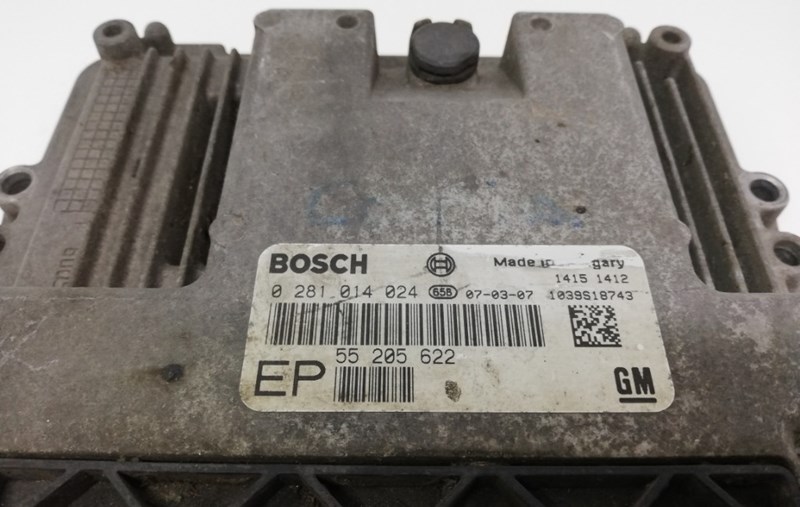 BOSCH Made in gary
1415 1412
0 281 014 024 658 07-03-07 1039S18743
55 205 622
EP
GM